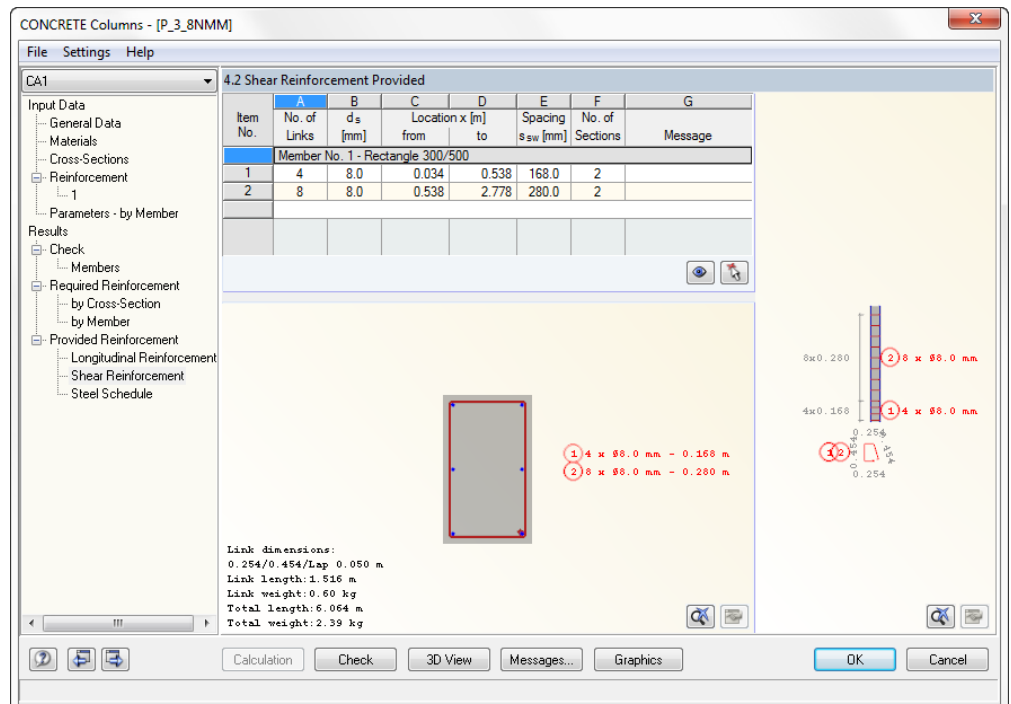 CONCRETE Columns - [P_3_8NMM]
File Settings Help
CA1
Input Data
General Data
Materials
Cross-Sections
Reinforcement
1
Parameters - by Member
Results
Check
Members
Required Reinforcement
by Cross-Section
by Member
Provided Reinforcement
Longitudinal Reinforcement
Shear Reinforcement
Steel Schedule
4.2 Shear Reinforcement Provided
A B C D E F G
Item No. of ds Location x [m] Spacing No. of
No. Links [mm] from to ssw [mm] Sections Message
Member No. 1 - Rectangle 300/500
1 4 8.0 0.034 0.538 168.0 2
2 8 8.0 0.538 2.778 280.0 2
1 4 x Ø8.0 mm - 0.168 m
2 8 x Ø8.0 mm - 0.280 m
Link dimensions:
0.254/0.454/Lap 0.050 m
Link length:1.516 m
Link weight:0.60 kg
Total length:6.064 m
Total weight:2.39 kg
8x0.280 2 8 x Ø8.0 mm
4x0.168 1 4 x Ø8.0 mm
0.254
1 2 0.454 0.454
0.254
Calculation Check 3D View Messages... Graphics OK Cancel